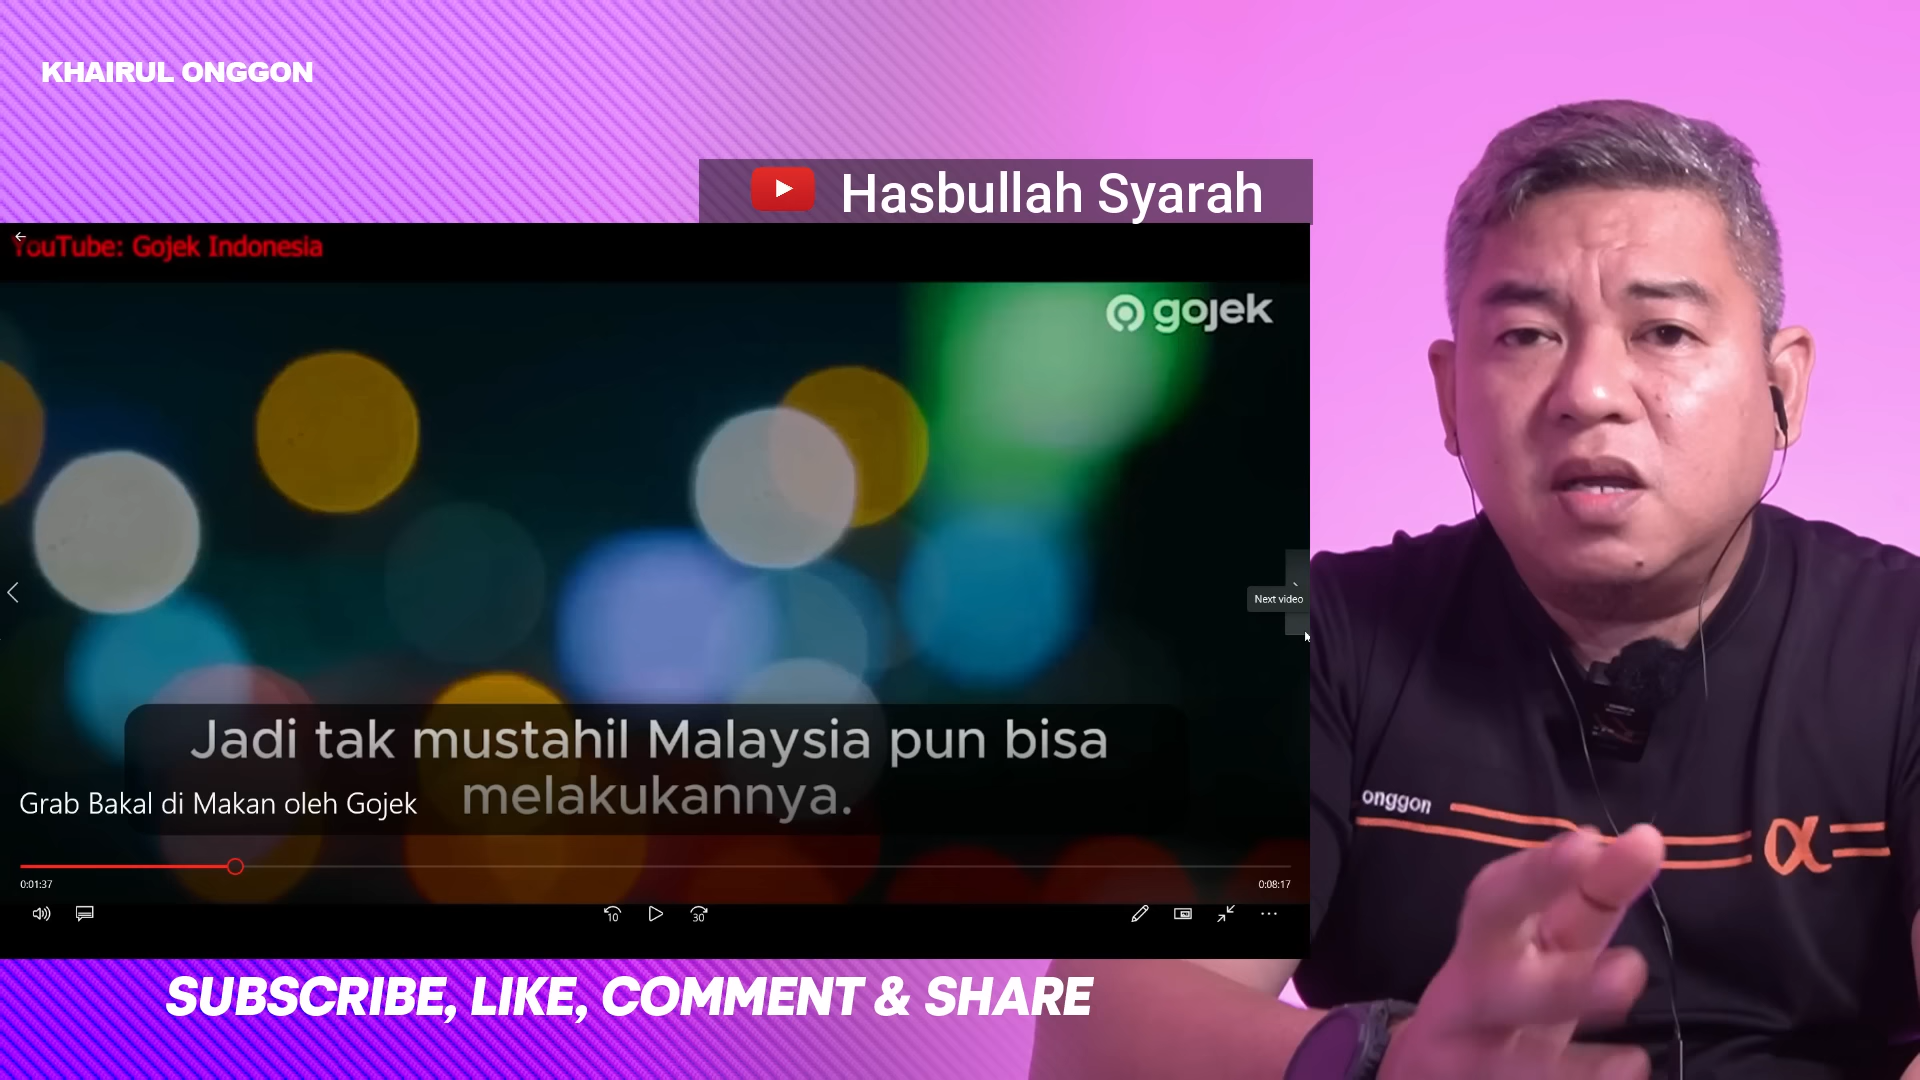 KHAIRUL ONGGON
Hasbullah Syarah
YouTube: Gojek Indonesia
gojek
Next video
Jadi tak mustahil Malaysia pun bisa
melakukannya.
Grab Bakal di Makan oleh Gojek
0:01:37
0:08:17
10
30
onggon
α
SUBSCRIBE, LIKE, COMMENT & SHARE